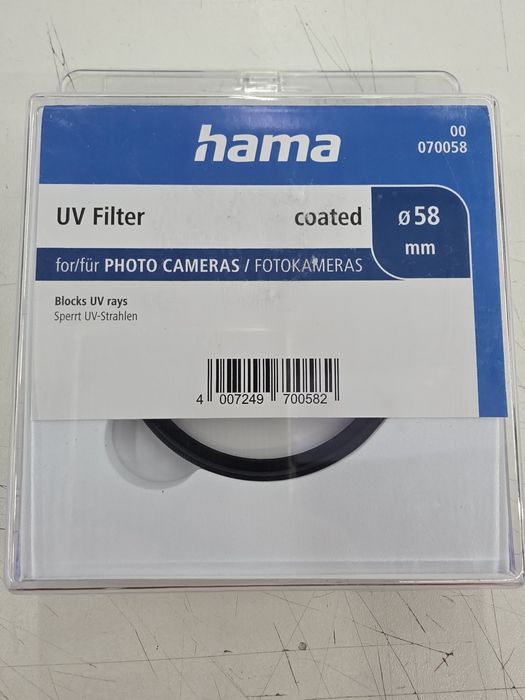 hama
00
070058
UV Filter coated ø58
mm
for/für PHOTO CAMERAS / FOTOKAMERAS
Blocks UV rays
Sperrt UV-Strahlen
4 007249 700582